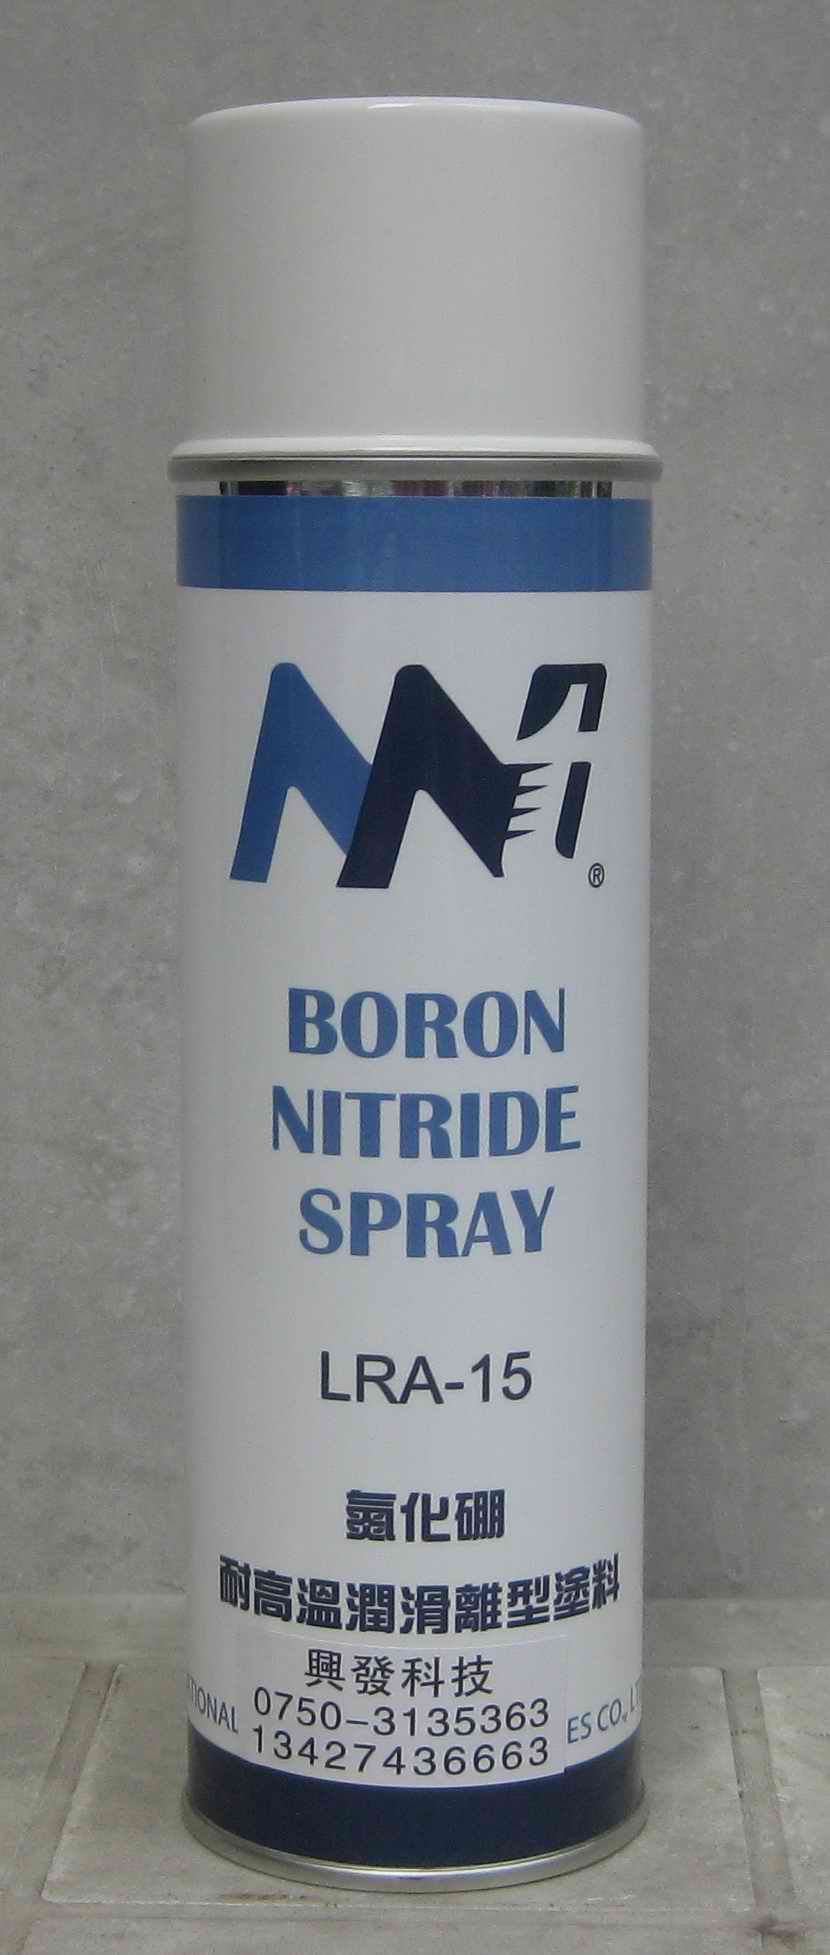 ®
BORON
NITRIDE
SPRAY
LRA-15
氮化硼
耐高溫潤滑離型塗料
興發科技
0750-3135363
13427436663